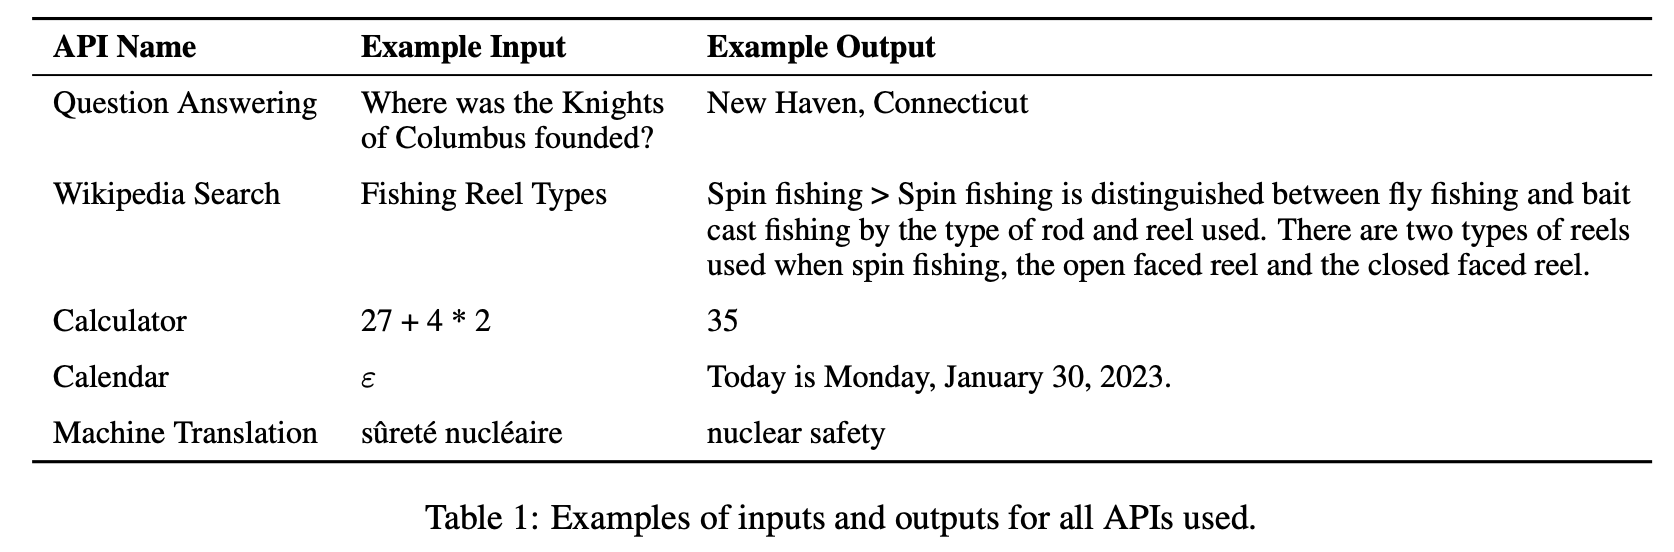 API Name Example Input Example Output
Question Answering Where was the Knights New Haven, Connecticut
of Columbus founded?
Wikipedia Search Fishing Reel Types Spin fishing > Spin fishing is distinguished between fly fishing and bait
cast fishing by the type of rod and reel used. There are two types of reels
used when spin fishing, the open faced reel and the closed faced reel.
Calculator 27 + 4 * 2 35
Calendar ε Today is Monday, January 30, 2023.
Machine Translation sûreté nucléaire nuclear safety
Table 1: Examples of inputs and outputs for all APIs used.